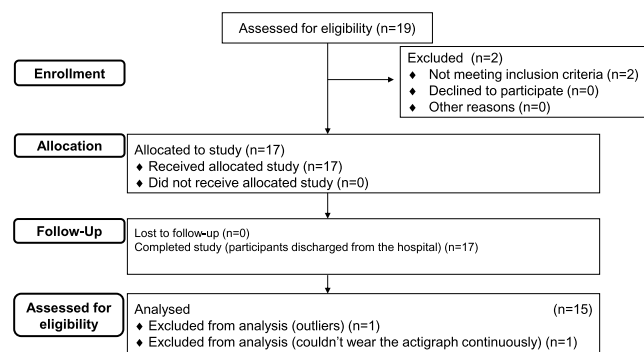 Assessed for eligibility (n=19)
Enrollment
Excluded (n=2)
♦ Not meeting inclusion criteria (n=2)
♦ Declined to participate (n=0)
♦ Other reasons (n=0)
Allocation
Allocated to study (n=17)
♦ Received allocated study (n=17)
♦ Did not receive allocated study (n=0)
Follow-Up
Lost to follow-up (n=0)
Completed study (participants discharged from the hospital) (n=17)
Assessed for
eligibility
Analysed (n=15)
♦ Excluded from analysis (outliers) (n=1)
♦ Excluded from analysis (couldn't wear the actigraph continuously) (n=1)